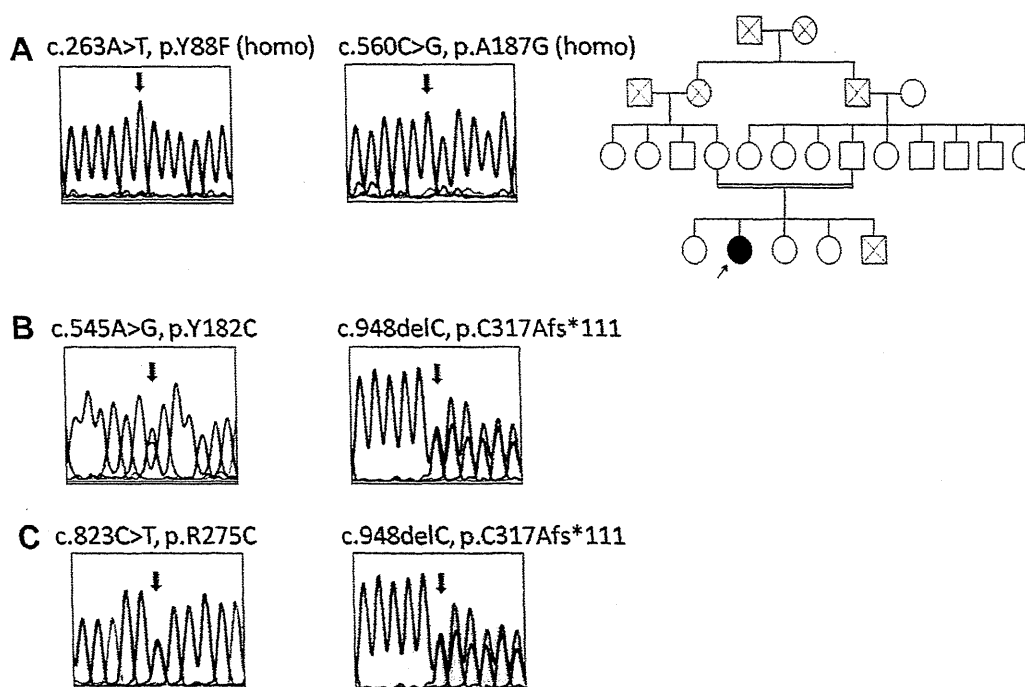 A c.263A>T, p.Y88F (homo) c.560C>G, p.A187G (homo)
B c.545A>G, p.Y182C c.948delC, p.C317Afs*111
C c.823C>T, p.R275C c.948delC, p.C317Afs*111